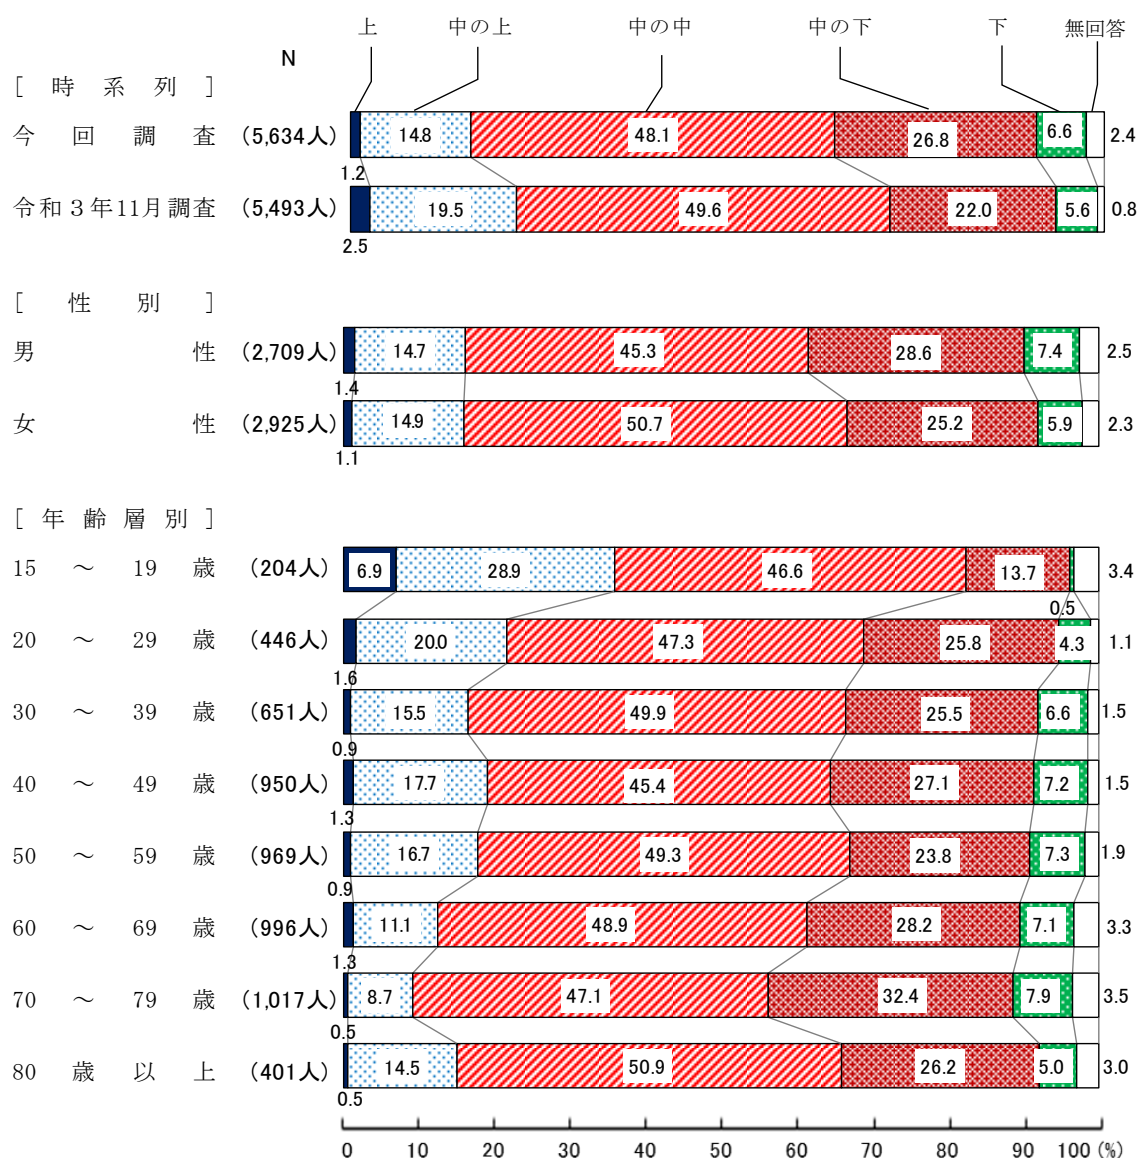 上 中の上 中の中 中の下 下 無回答
N
［ 時 系 列 ］
今 回 調 査 (5,634人) 1.2 14.8 48.1 26.8 6.6 2.4
令和３年11月調査 (5,493人) 2.5 19.5 49.6 22.0 5.6 0.8
［ 性 別 ］
男 性 (2,709人) 1.4 14.7 45.3 28.6 7.4 2.5
女 性 (2,925人) 1.1 14.9 50.7 25.2 5.9 2.3
［ 年 齢 層 別 ］
15 ～ 19 歳 (204人) 6.9 28.9 46.6 13.7 0.5 3.4
20 ～ 29 歳 (446人) 1.6 20.0 47.3 25.8 4.3 1.1
30 ～ 39 歳 (651人) 0.9 15.5 49.9 25.5 6.6 1.5
40 ～ 49 歳 (950人) 1.3 17.7 45.4 27.1 7.2 1.5
50 ～ 59 歳 (969人) 0.9 16.7 49.3 23.8 7.3 1.9
60 ～ 69 歳 (996人) 1.3 11.1 48.9 28.2 7.1 3.3
70 ～ 79 歳 (1,017人) 0.5 8.7 47.1 32.4 7.9 3.5
80 歳 以 上 (401人) 0.5 14.5 50.9 26.2 5.0 3.0
0 10 20 30 40 50 60 70 80 90 100 (%)